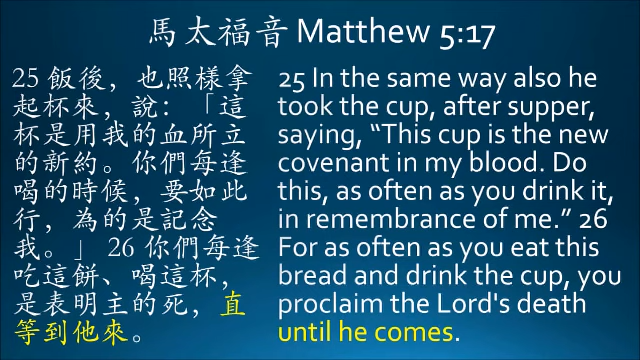 馬太福音 Matthew 5:17
25 飯後，也照樣拿
起杯來，說：「這
杯是用我的血所立
的新約。你們每逢
喝的時候，要如此
行，為的是記念
我。」 26 你們每逢
吃這餅、喝這杯，
是表明主的死，直
等到他來。
25 In the same way also he
took the cup, after supper,
saying, “This cup is the new
covenant in my blood. Do
this, as often as you drink it,
in remembrance of me.” 26
For as often as you eat this
bread and drink the cup, you
proclaim the Lord's death
until he comes.